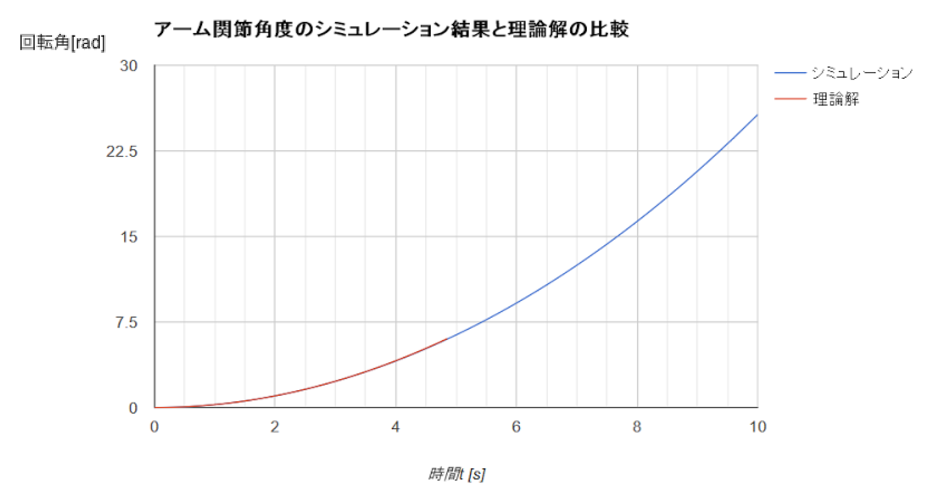 アーム関節角度のシミュレーション結果と理論解の比較
回転角[rad]
シミュレーション
理論解
30
22.5
15
7.5
0
0 2 4 6 8 10
時間t [s]